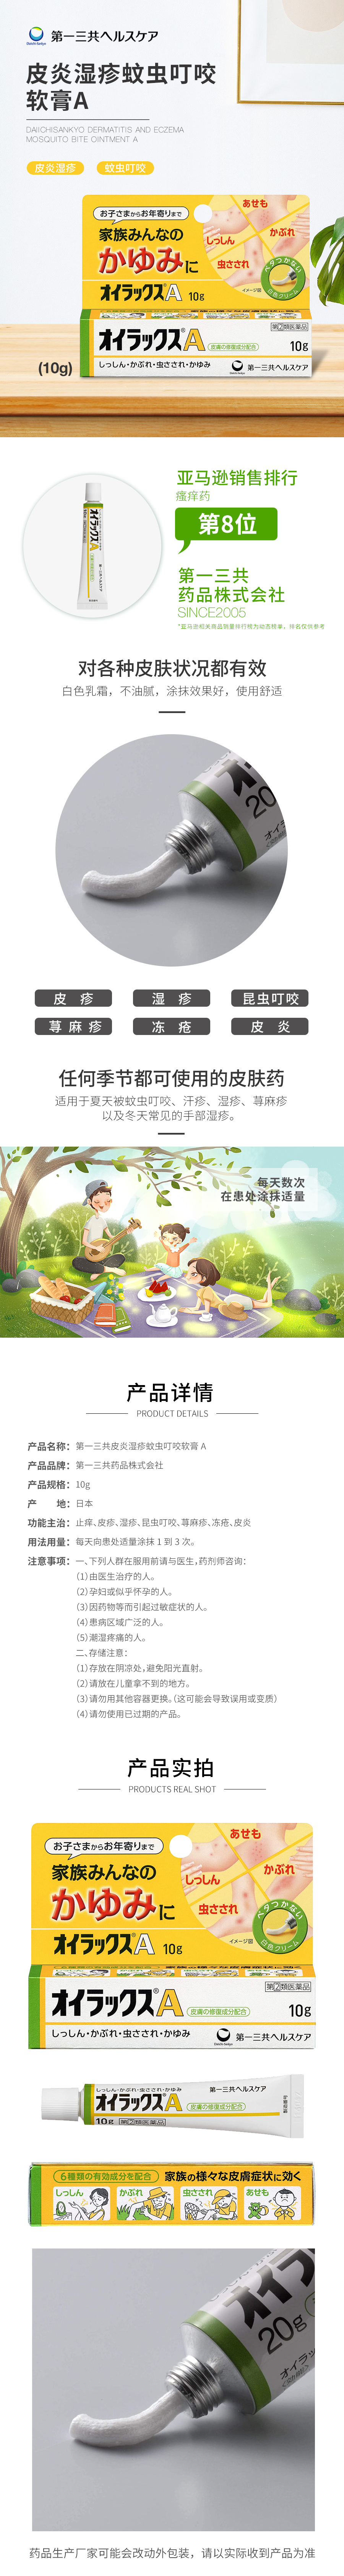 Daiichi-Sankyo
第一三共ヘルスケア
皮炎湿疹蚊虫叮咬
软膏A
DAIICHISANKYO DERMATITIS AND ECZEMA
MOSQUITO BITE OINTMENT A
皮炎湿疹
蚊虫叮咬
お子さまからお年寄りまで
家族みんなの
かゆみに
オイラックスA 10g
あせも
しっしん
かぶれ
虫さされ
ベタつかない
白色クリーム
イメージ図
オイラックスA
皮膚の修復成分配合
指定第2類医薬品
10g
しっしん・かぶれ・虫さされ・かゆみ
第一三共ヘルスケア
(10g)
亚马逊销售排行
瘙痒药
第8位
第一三共
药品株式会社
SINCE2005
*亚马逊相关商品销量排行榜为动态榜单，排名仅供参考
オイラックスA
对各种皮肤状况都有效
白色乳霜，不油腻，涂抹效果好，使用舒适
20
皮 疹
湿 疹
昆虫叮咬
荨 麻 疹
冻 疮
皮 炎
任何季节都可使用的皮肤药
适用于夏天被蚊虫叮咬、汗疹、湿疹、荨麻疹
以及冬天常见的手部湿疹。
每天数次
在患处涂抹适量
产品详情
PRODUCT DETAILS
产品名称：第一三共皮炎湿疹蚊虫叮咬软膏 A
产品品牌：第一三共药品株式会社
产品规格：10g
产 地：日本
功能主治：止痒、皮疹、湿疹、昆虫叮咬、荨麻疹、冻疮、皮炎
用法用量：每天向患处适量涂抹 1 到 3 次。
注意事项：一、下列人群在服用前请与医生，药剂师咨询：
（1）由医生治疗的人。
（2）孕妇或似乎怀孕的人。
（3）因药物等而引起过敏症状的人。
（4）患病区域广泛的人。
（5）潮湿疼痛的人。
二、存储注意：
（1）存放在阴凉处，避免阳光直射。
（2）请放在儿童拿不到的地方。
（3）请勿用其他容器更换。（这可能会导致误用或变质）
（4）请勿使用已过期的产品。
产品实拍
PRODUCTS REAL SHOT
お子さまからお年寄りまで
家族みんなの
かゆみに
オイラックスA 10g
あせも
しっしん
かぶれ
虫さされ
ベタつかない
白色クリーム
イメージ図
オイラックスA
皮膚の修復成分配合
指定第2類医薬品
10g
しっしん・かぶれ・虫さされ・かゆみ
Daiichi-Sankyo
第一三共ヘルスケア
しっしん・かぶれ・虫さされ・かゆみ
オイラックスA
第一三共ヘルスケア
皮膚の修復成分配合
10g
指定第2類医薬品
6種類の有効成分を配合
家族の様々な皮膚症状に効く
しっしん
かぶれ
虫さされ
あせも
20g
オイラッ
药品生产厂家可能会改动外包装，请以实际收到产品为准